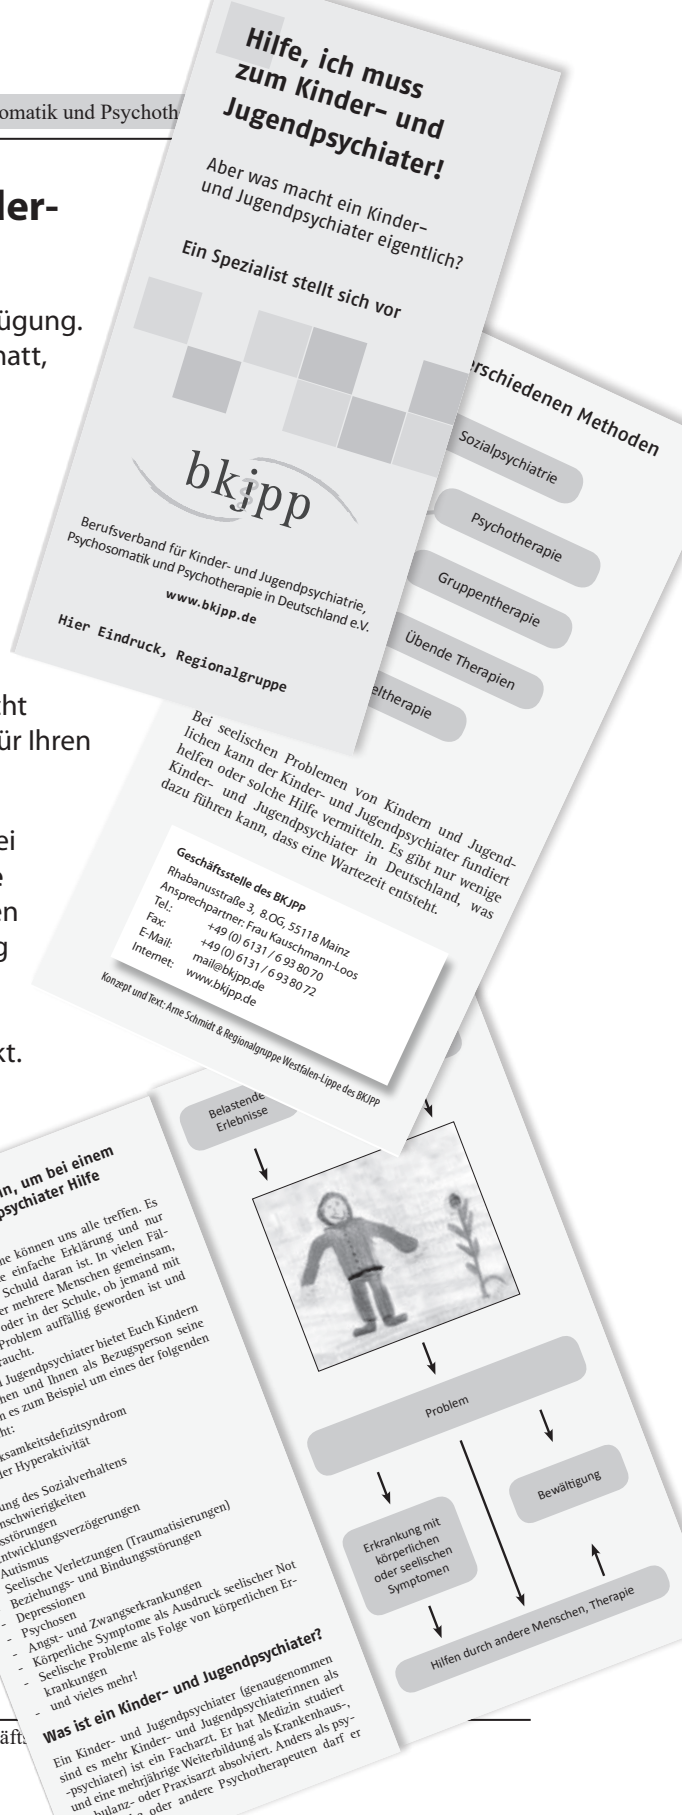 omatik und Psychoth
ler-
ügung.
natt,
cht
ür Ihren
ei
e
en
g
kt.
Hilfe, ich muss
zum Kinder– und
Jugendpsychiater!
Aber was macht ein Kinder–
und Jugendpsychiater eigentlich?
Ein Spezialist stellt sich vor
bkjpp
Berufsverband für Kinder- und Jugendpsychiatrie,
Psychosomatik und Psychotherapie in Deutschland e.V.
www.bkjpp.de
Hier Eindruck, Regionalgruppe
erschiedenen Methoden
Sozialpsychiatrie
Psychotherapie
Gruppentherapie
Übende Therapien
eltherapie
Bei seelischen Problemen von Kindern und Jugend-
lichen kann der Kinder- und Jugendpsychiater fundiert
helfen oder solche Hilfe vermitteln. Es gibt nur wenige
Kinder- und Jugendpsychiater in Deutschland, was
dazu führen kann, dass eine Wartezeit entsteht.
Geschäftsstelle des BKJPP
Rhabanusstraße 3, 8.OG, 55118 Mainz
Ansprechpartner: Frau Kauschmann-Loos
Tel.: +49 (0) 6131 / 6 93 80 70
Fax: +49 (0) 6131 / 6 93 80 72
E-Mail: mail@bkjpp.de
Internet: www.bkjpp.de
Konzept und Text: Arne Schmidt & Regionalgruppe Westfalen-Lippe des BKJPP
in, um bei einem
psychiater Hilfe
ne können uns alle treffen. Es
e einfache Erklärung und nur
Schuld daran ist. In vielen Fäl-
er mehrere Menschen gemeinsam,
oder in der Schule, ob jemand mit
Problem auffällig geworden ist und
raucht.
d Jugendpsychiater bietet Euch Kindern
hen und Ihnen als Bezugsperson seine
n es zum Beispiel um eines der folgenden
ht:
ksamkeitsdefizitsyndrom
der Hyperaktivität
ung des Sozialverhaltens
nschwierigkeiten
sstörungen
ntwicklungsverzögerungen
Autismus
Seelische Verletzungen (Traumatisierungen)
- Beziehungs- und Bindungsstörungen
- Depressionen
- Psychosen
- Angst- und Zwangserkrankungen
- Körperliche Symptome als Ausdruck seelischer Not
- Seelische Probleme als Folge von körperlichen Er-
krankungen
- und vieles mehr!
Was ist ein Kinder– und Jugendpsychiater?
Ein Kinder- und Jugendpsychiater (genaugenommen
sind es mehr Kinder- und Jugendpsychiaterinnen als
-psychiater) ist ein Facharzt. Er hat Medizin studiert
und eine mehrjährige Weiterbildung als Krankenhaus-,
bulanz- oder Praxisarzt absolviert. Anders als psy-
oder andere Psychotherapeuten darf er
Belastende
Erlebnisse
Problem
Erkrankung mit
körperlichen
oder seelischen
Symptomen
Bewältigung
Hilfen durch andere Menschen, Therapie
äfts